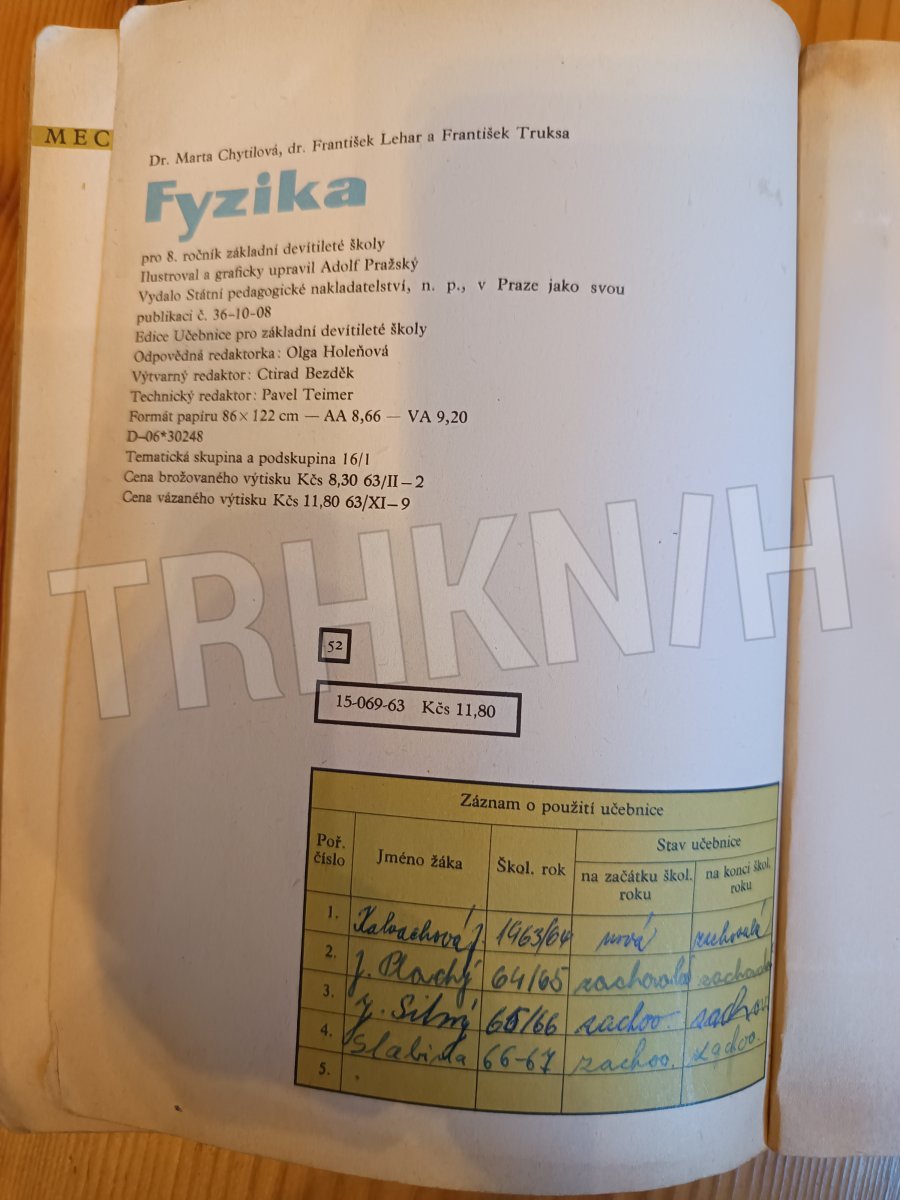 MEC
Dr. Marta Chytilová, dr. František Lehar a František Truksa
Fyzika
pro 8. ročník základní devítileté školy
Ilustroval a graficky upravil Adolf Pražský
Vydalo Státní pedagogické nakladatelství, n. p., v Praze jako svou
publikaci č. 36-10-08
Edice Učebnice pro základní devítileté školy
Odpovědná redaktorka: Olga Holeňová
Výtvarný redaktor: Ctirad Bezděk
Technický redaktor: Pavel Teimer
Formát papíru 86 × 122 cm — AA 8,66 — VA 9,20
D-06*30248
Tematická skupina a podskupina 16/1
Cena brožovaného výtisku Kčs 8,30 63/II-2
Cena vázaného výtisku Kčs 11,80 63/XI-9
TRHKNIH
52
15-069-63 Kčs 11,80
Záznam o použití učebnice
Poř. číslo Jméno žáka Škol. rok Stav učebnice
na začátku škol. roku na konci škol. roku
1. Kalvachová J. 1963/64 nová zachovalá
2. J. Plachý 64/65 zachovalá
3. J. Silný 65/66 zachov. zachov
4. Slabina 66-67 zachov. zachov.
5.